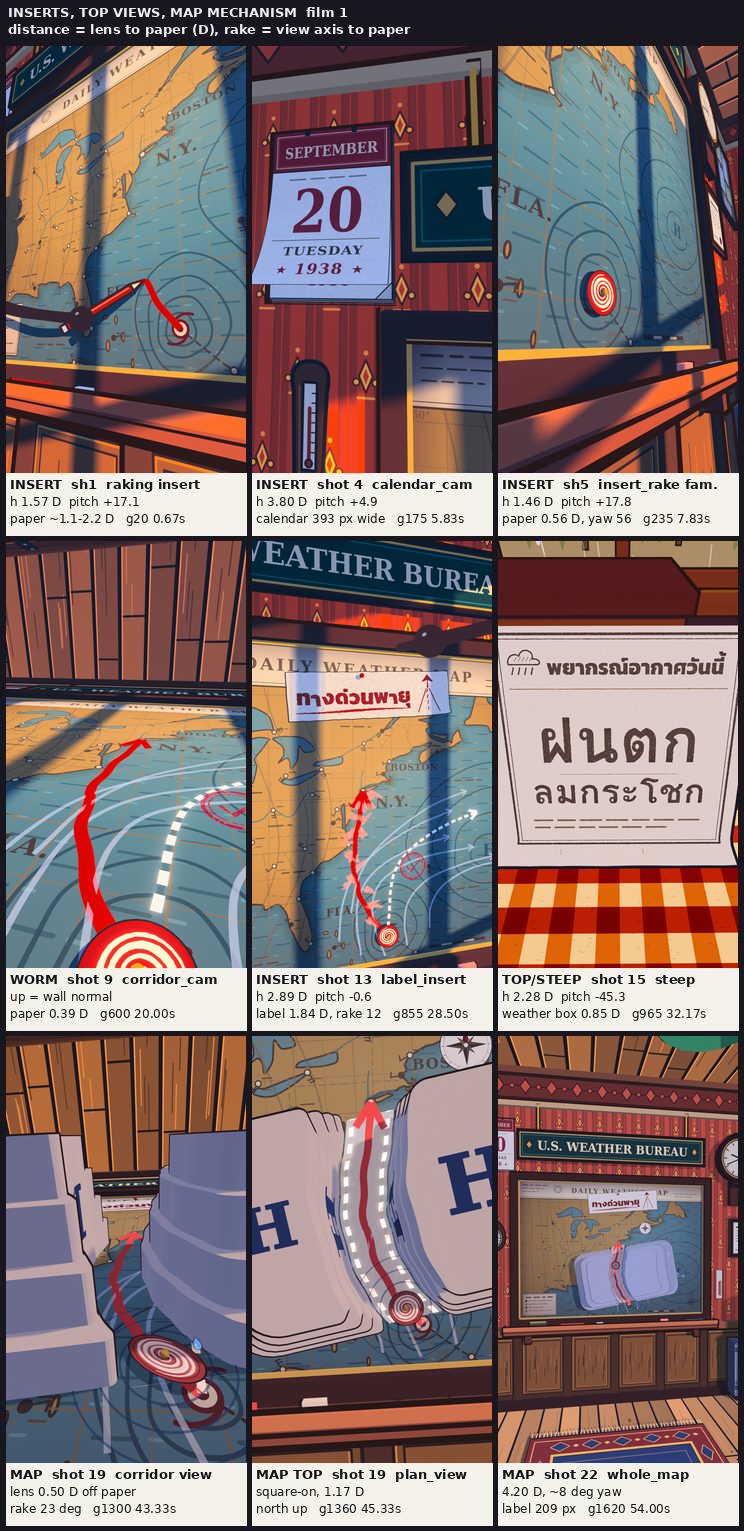 INSERTS, TOP VIEWS, MAP MECHANISM film 1
distance = lens to paper (D), rake = view axis to paper
U.S. W
DAILY WEAT
BOSTON
N.Y.
FL
INSERT sh1 raking insert
h 1.57 D pitch +17.1
paper ~1.1-2.2 D g20 0.67s
SEPTEMBER
20
TUESDAY
★ 1938 ★
U
50°
INSERT shot 4 calendar_cam
h 3.80 D pitch +4.9
calendar 393 px wide g175 5.83s
N.Y.
FLA.
H
INSERT sh5 insert_rake fam.
h 1.46 D pitch +17.8
paper 0.56 D, yaw 56 g235 7.83s
N.Y.
A.
WORM shot 9 corridor_cam
up = wall normal
paper 0.39 D g600 20.00s
WEATHER BUREA
DAILY WEATHER MAP
ทางด่วนพายุ
BOSTON
N.Y.
FLA.
H
INSERT shot 13 label_insert
h 2.89 D pitch -0.6
label 1.84 D, rake 12 g855 28.50s
พยากรณ์อากาศวันนี้
ฝนตก
ลมกระโชก
TOP/STEEP shot 15 steep
h 2.28 D pitch -45.3
weather box 0.85 D g965 32.17s
MAP shot 19 corridor view
lens 0.50 D off paper
rake 23 deg g1300 43.33s
BOS
H
H
MAP TOP shot 19 plan_view
square-on, 1.17 D
north up g1360 45.33s
U.S. WEATHER BUREAU
DAILY WEATHER MAP
ทางด่วนพายุ
MAP shot 22 whole_map
4.20 D, ~8 deg yaw
label 209 px g1620 54.00s